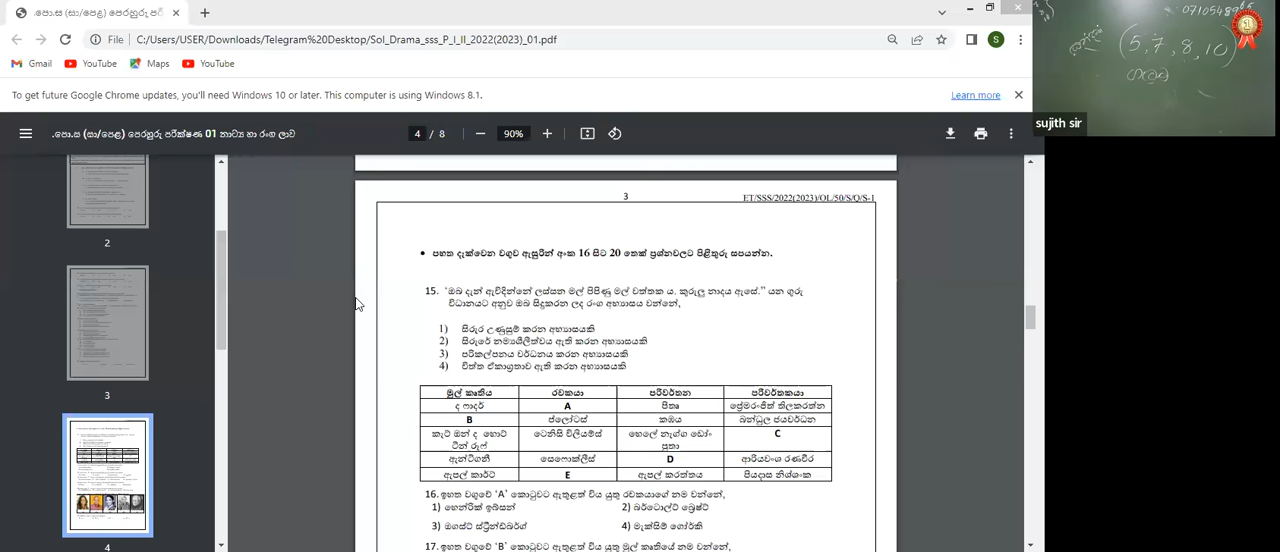 .පො.ස (සා/පෙළ) පෙරහුරු පරී
File C:/Users/USER/Downloads/Telegram%20Desktop/Sol_Drama_sss_P_I_II_2022(2023)_01.pdf
Gmail YouTube Maps YouTube
To get future Google Chrome updates, you'll need Windows 10 or later. This computer is using Windows 8.1. Learn more
.පො.ස (සා/පෙළ) පෙරහුරු පරීක්ෂණ 01 නාට්‍ය හා රංග ලාව 4 / 8 90%
2
3
4
3 ET/SSS/2022(2023)/OL/50/S/Q/S-1
• පහත දැක්වෙන වගුව ඇසුරින් අංක 16 සිට 20 තෙක් ප්‍රශ්නවලට පිළිතුරු සපයන්න.
15. ‘ඔබ දැන් ඇවිදින්නේ ලස්සන මල් පිපිණු මල් වත්තක ය. කුරුලු නාදය ඇසේ.” යන ගුරු
විධානයට අනුව ඔබ සිදුකරන ලද රංග අභ්‍යාසය වන්නේ,
1) සිරුර උණුසුම් කරන අභ්‍යාසයකි
2) සිරුරේ නම්‍යශීලීත්වය ඇති කරන අභ්‍යාසයකි
3) පරිකල්පනය වර්ධනය කරන අභ්‍යාසයකි
4) චිත්ත ඒකාග්‍රතාව ඇති කරන අභ්‍යාසයකි
මුල් කෘතිය රචකයා පරිවර්තන පරිවර්තකයා
ද ෆාදර් A පීතෘ ප්‍රේමරංජිත් තිලකරත්න
B ප්ලෝටස් කඹය බන්ධුල ජයවර්ධන
කැට් ඔන් ද හොට් ටෙනිසි විලියම්ස් හෙලේ නැග්ග ඩෝං C
ටින් රූෆ් පුතා
ඇන්ටිගනී සොෆොක්ලීස් D ආරියවංශ රණවීර
ඇපල් කාර්ට් E ඇපල් කරත්තය පියදාස නිශ්ශංක
16. ඉහත වගුවේ ‘A’ කොටුවට ඇතුළත් විය යුතු රචකයාගේ නම වන්නේ,
1) හෙන්රික් ඉබ්සන් 2) බර්ටොල්ට් බ්‍රෙෂ්ට්
3) ඔගස්ට් ස්ට්‍රින්ඩ්බර්ග් 4) මැක්සිම් ගෝර්කි
17. ඉහත වගුවේ ‘B’ කොටුවට ඇතුළත් විය යුතු මුල් කෘතියේ නම වන්නේ,
(5, 7, 8, 10)
sujith sir